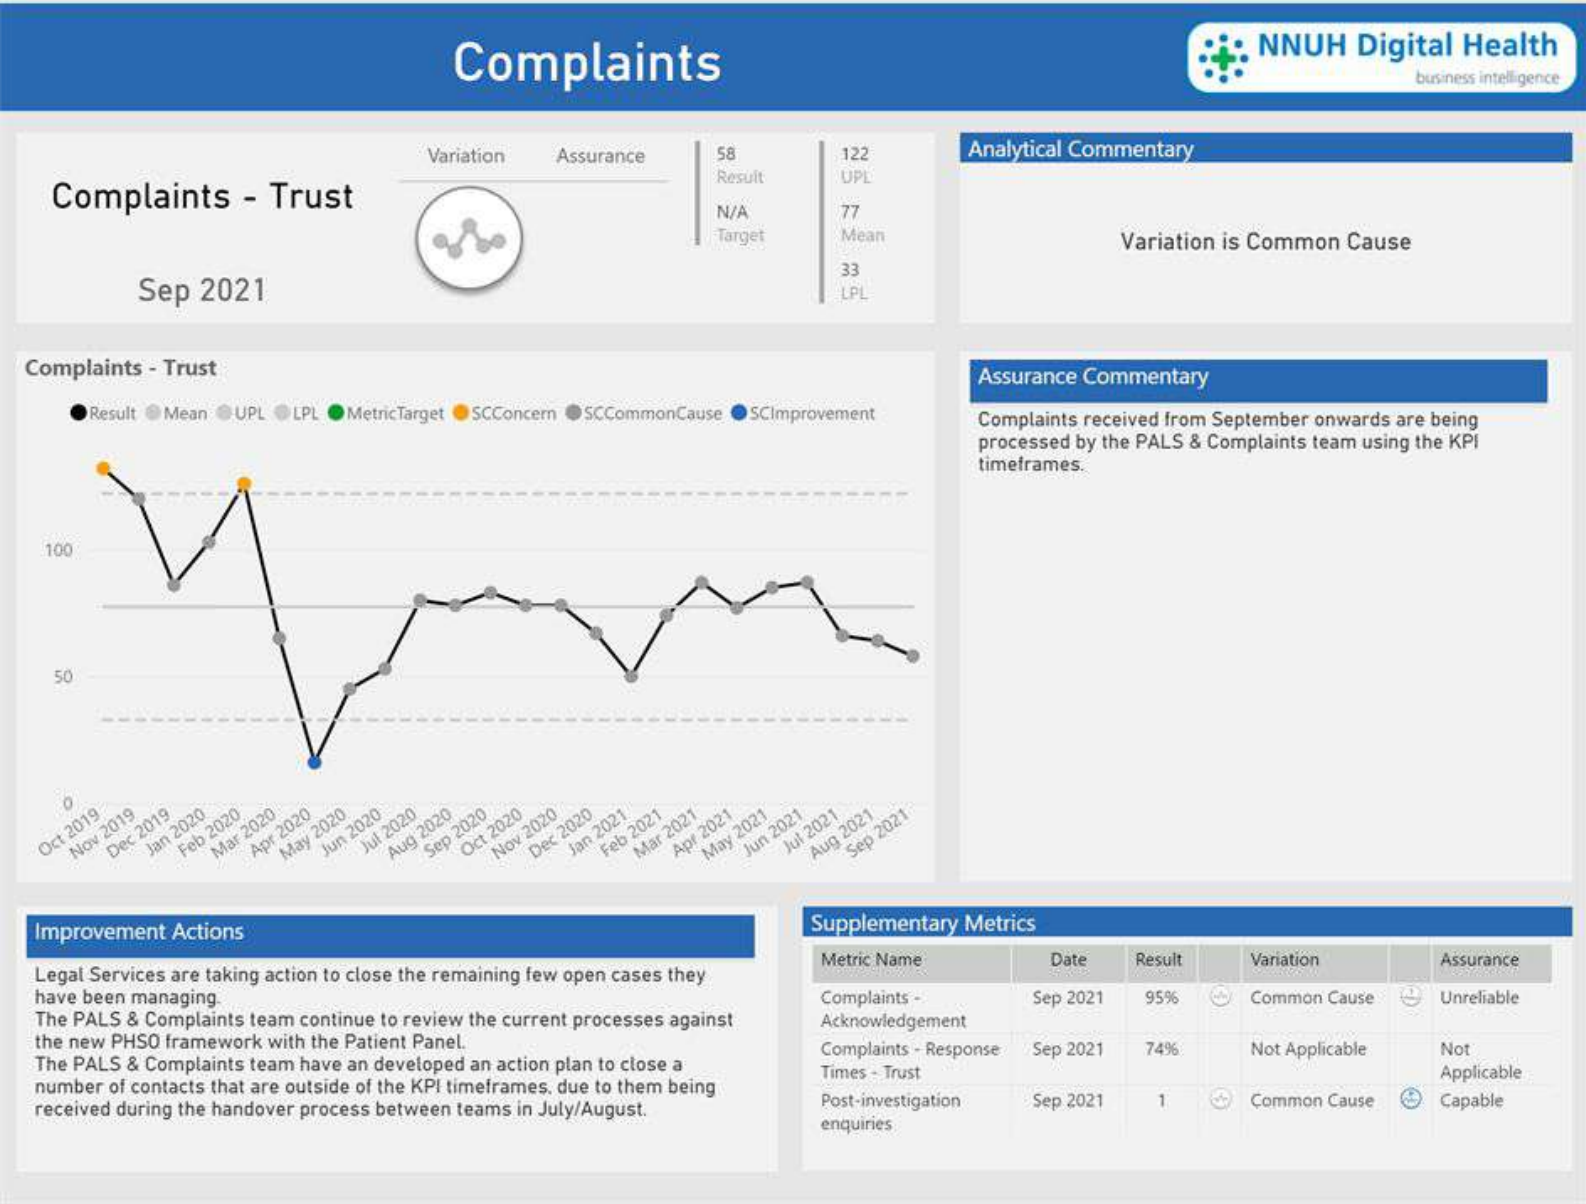 Complaints
NNUH Digital Health
business intelligence
Complaints - Trust
Sep 2021
Variation
Assurance
58
Result
N/A
Target
122
UPL
77
Mean
33
LPL
Analytical Commentary
Variation is Common Cause
Complaints - Trust
Result Mean UPL LPL MetricTarget SCConcern SCCommonCause SCImprovement
100
50
0
Oct 2019
Nov 2019
Dec 2019
Jan 2020
Feb 2020
Mar 2020
Apr 2020
May 2020
Jun 2020
Jul 2020
Aug 2020
Sep 2020
Oct 2020
Nov 2020
Dec 2020
Jan 2021
Feb 2021
Mar 2021
Apr 2021
May 2021
Jun 2021
Jul 2021
Aug 2021
Sep 2021
Assurance Commentary
Complaints received from September onwards are being
processed by the PALS & Complaints team using the KPI
timeframes.
Improvement Actions
Legal Services are taking action to close the remaining few open cases they
have been managing.
The PALS & Complaints team continue to review the current processes against
the new PHSO framework with the Patient Panel.
The PALS & Complaints team have an developed an action plan to close a
number of contacts that are outside of the KPI timeframes, due to them being
received during the handover process between teams in July/August.
Supplementary Metrics
Metric Name Date Result Variation Assurance
Complaints - Sep 2021 95% Common Cause Unreliable
Acknowledgement
Complaints - Response Sep 2021 74% Not Applicable Not
Times - Trust Applicable
Post-investigation Sep 2021 1 Common Cause Capable
enquiries